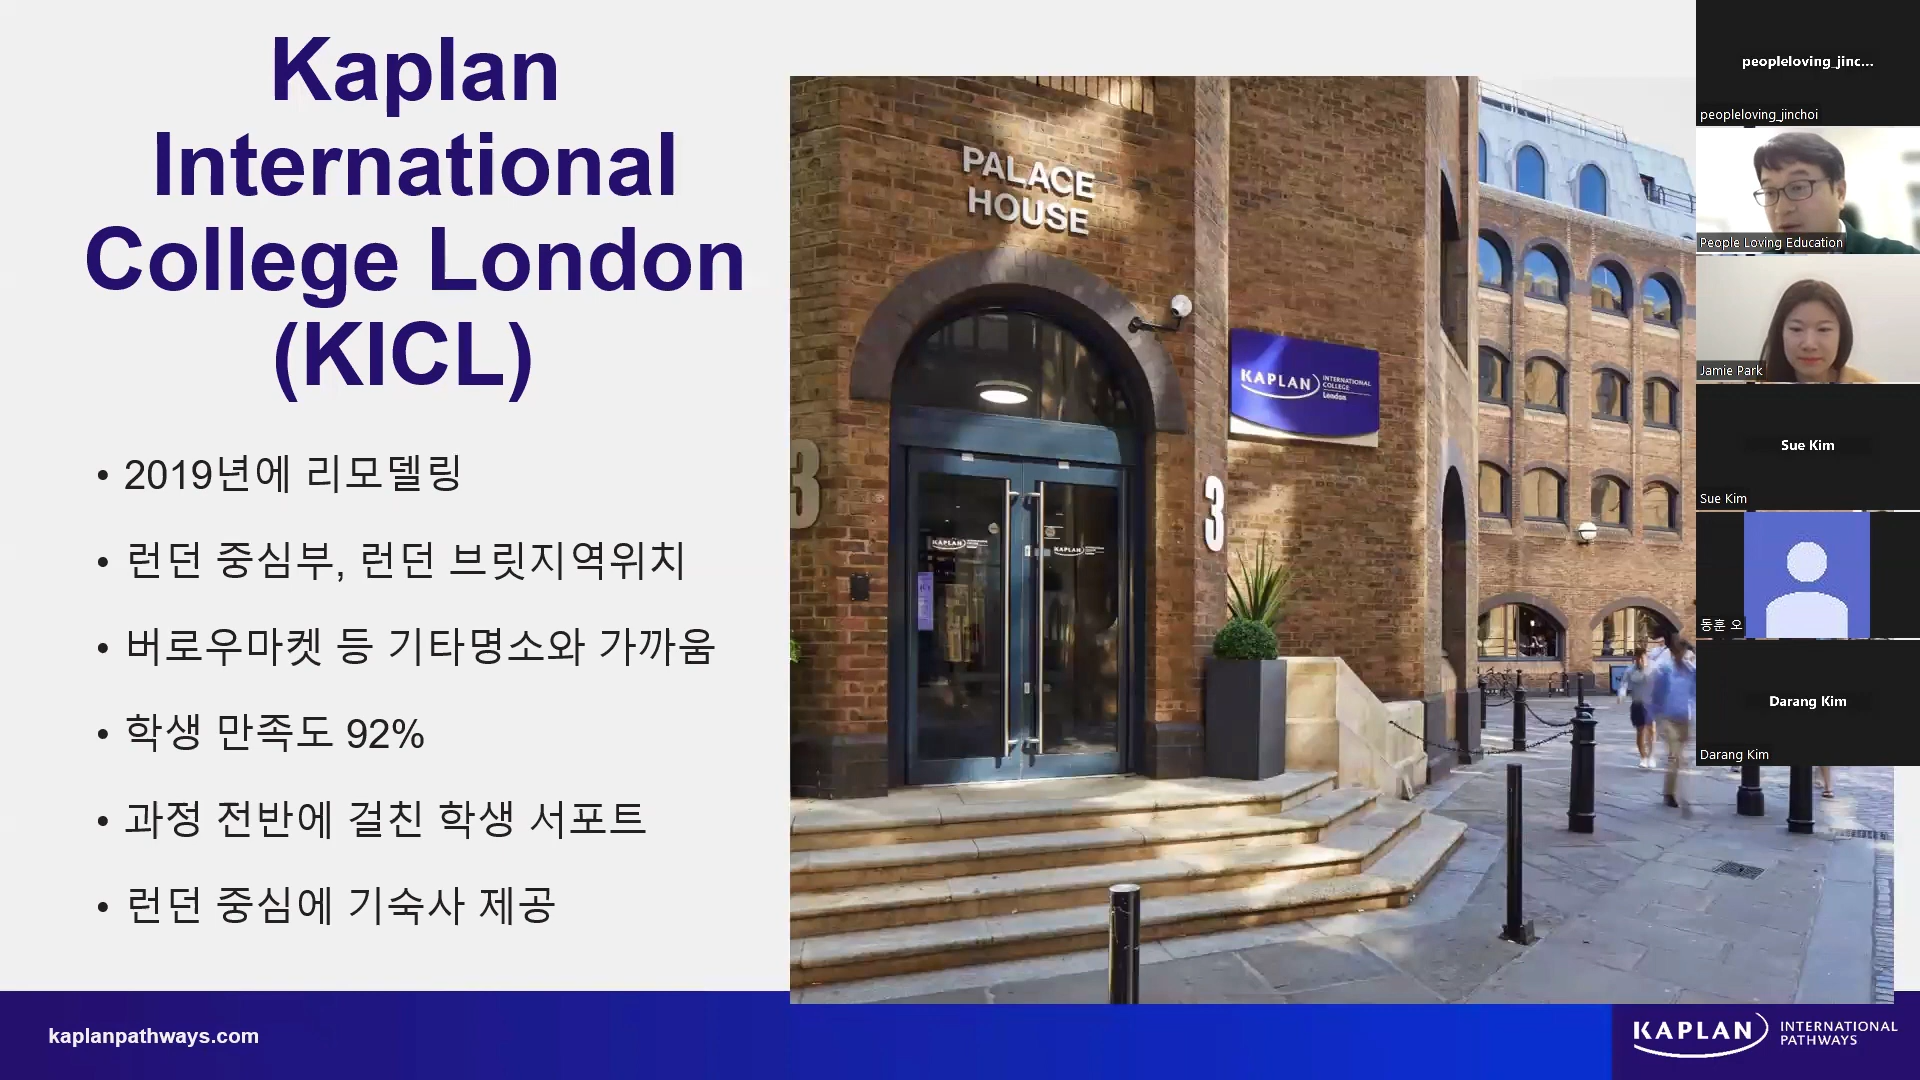 Kaplan
International
College London
(KICL)
• 2019년에 리모델링
• 런던 중심부, 런던 브릿지역위치
• 버로우마켓 등 기타명소와 가까움
• 학생 만족도 92%
• 과정 전반에 걸친 학생 서포트
• 런던 중심에 기숙사 제공
kaplanpathways.com
PALACE
HOUSE
KAPLAN INTERNATIONAL
COLLEGE
London
3
3
KAPLAN
KAPLAN
peopleloving_jinc...
peopleloving_jinchoi
People Loving Education
Jamie Park
Sue Kim
Sue Kim
동훈 오
Darang Kim
Darang Kim
KAPLAN INTERNATIONAL
PATHWAYS